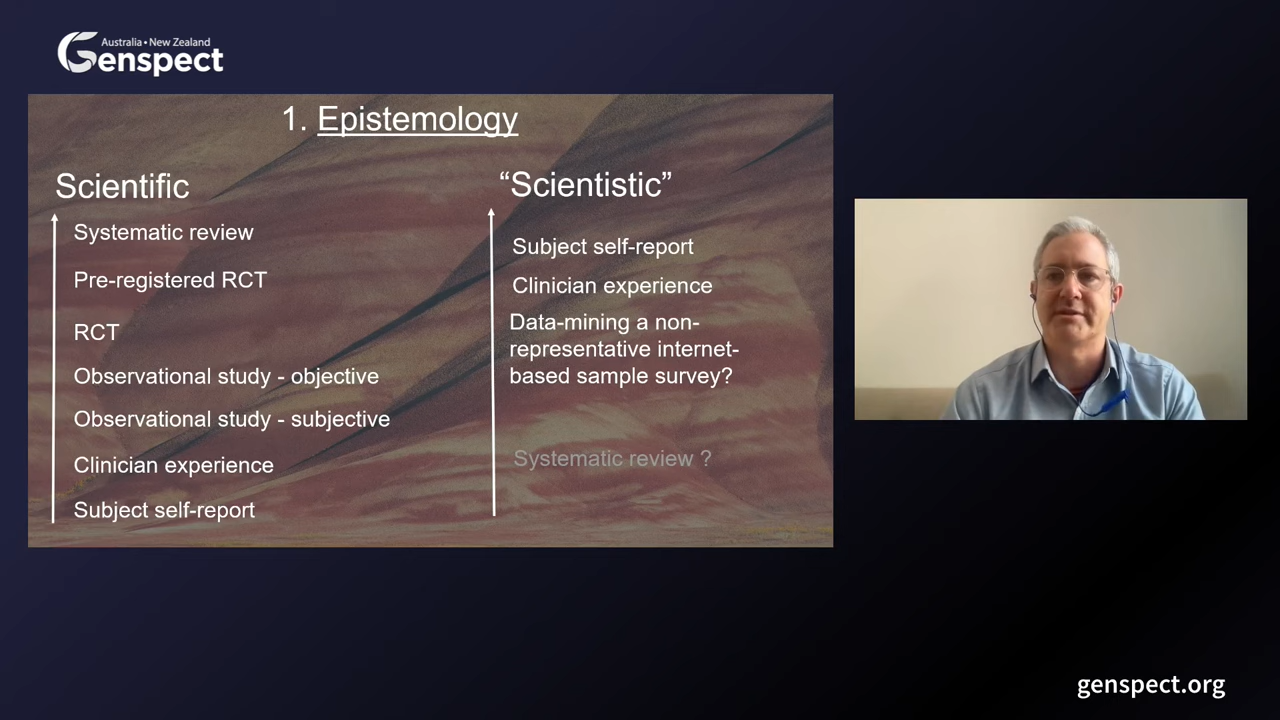 Australia • New Zealand
Genspect
1. Epistemology
Scientific
Systematic review
Pre-registered RCT
RCT
Observational study - objective
Observational study - subjective
Clinician experience
Subject self-report
“Scientistic”
Subject self-report
Clinician experience
Data-mining a non-
representative internet-
based sample survey?
Systematic review ?
genspect.org